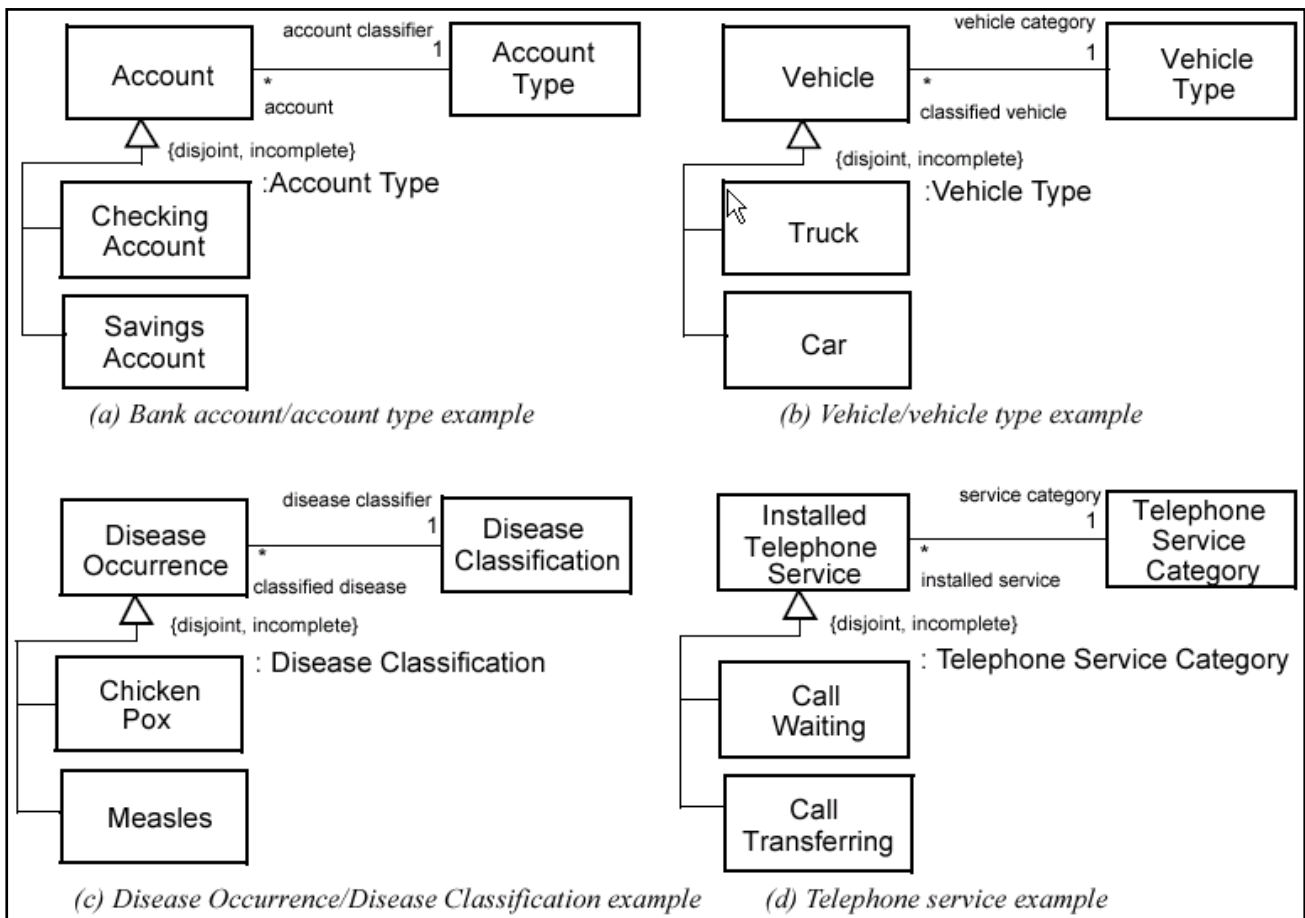 account classifier
1
Account
Account
Type
*
account
{disjoint, incomplete}
:Account Type
Checking
Account
Savings
Account
(a) Bank account/account type example
vehicle category
1
Vehicle
Vehicle
Type
*
classified vehicle
{disjoint, incomplete}
:Vehicle Type
Truck
Car
(b) Vehicle/vehicle type example
disease classifier
1
Disease
Occurrence
Disease
Classification
*
classified disease
{disjoint, incomplete}
: Disease Classification
Chicken
Pox
Measles
(c) Disease Occurrence/Disease Classification example
service category
1
Installed
Telephone
Service
Telephone
Service
Category
*
installed service
{disjoint, incomplete}
: Telephone Service Category
Call
Waiting
Call
Transferring
(d) Telephone service example